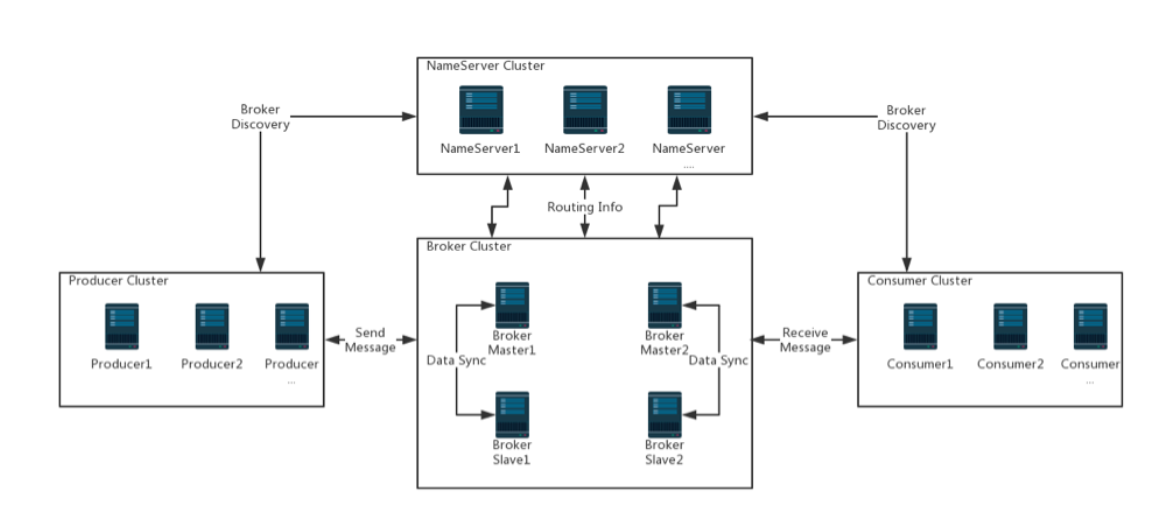 NameServer Cluster
NameServer1
NameServer2
NameServer
....
Broker
Discovery
Broker
Discovery
Routing Info
Broker Cluster
Producer Cluster
Producer1
Producer2
Producer
...
Send
Message
Broker
Master1
Broker
Master2
Data Sync
Data Sync
Broker
Slave1
Broker
Slave2
Receive
Message
Consumer Cluster
Consumer1
Consumer2
Consumer
...